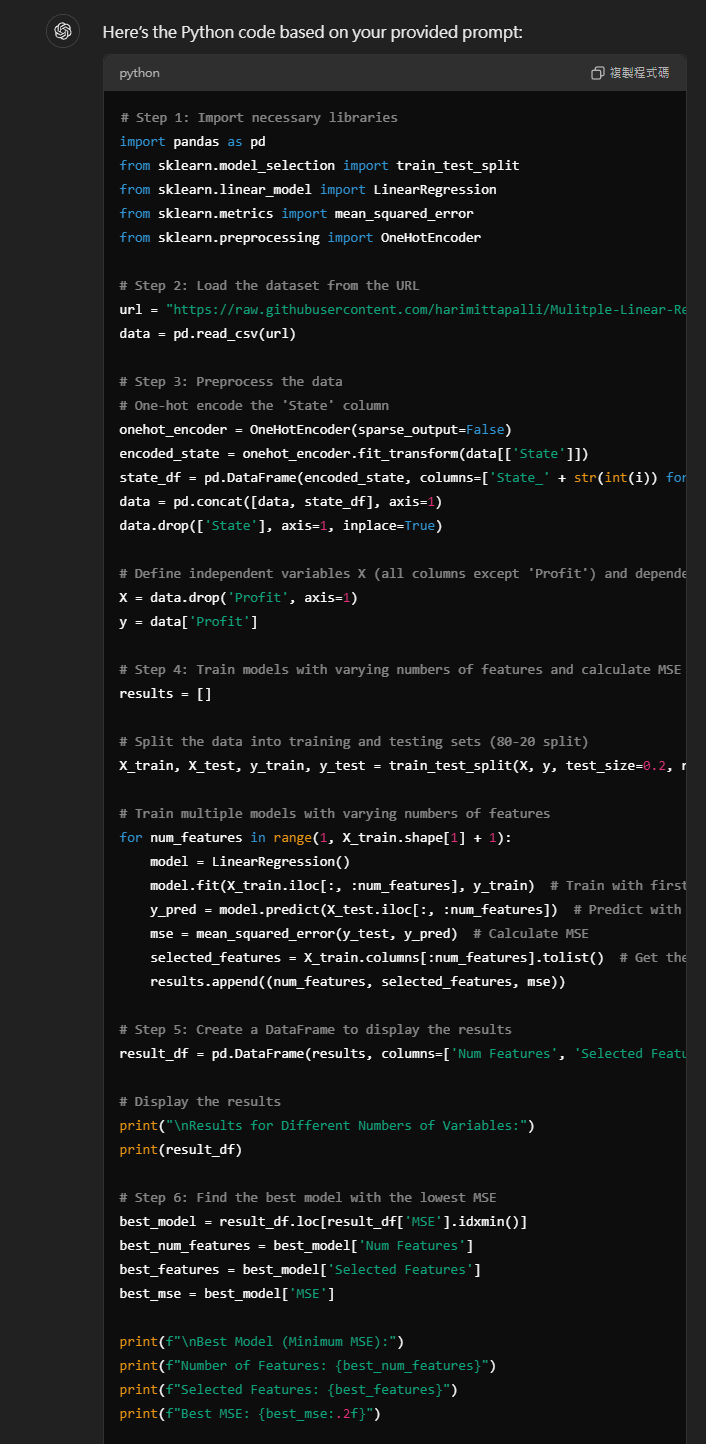 Here's the Python code based on your provided prompt:
python
複製程式碼
# Step 1: Import necessary libraries
import pandas as pd
from sklearn.model_selection import train_test_split
from sklearn.linear_model import LinearRegression
from sklearn.metrics import mean_squared_error
from sklearn.preprocessing import OneHotEncoder
# Step 2: Load the dataset from the URL
url = "https://raw.githubusercontent.com/harimittapalli/Mulitple-Linear-Re
data = pd.read_csv(url)
# Step 3: Preprocess the data
# One-hot encode the 'State' column
onehot_encoder = OneHotEncoder(sparse_output=False)
encoded_state = onehot_encoder.fit_transform(data[['State']])
state_df = pd.DataFrame(encoded_state, columns=['State_' + str(int(i)) for
data = pd.concat([data, state_df], axis=1)
data.drop(['State'], axis=1, inplace=True)
# Define independent variables X (all columns except 'Profit') and depende
X = data.drop('Profit', axis=1)
y = data['Profit']
# Step 4: Train models with varying numbers of features and calculate MSE
results = []
# Split the data into training and testing sets (80-20 split)
X_train, X_test, y_train, y_test = train_test_split(X, y, test_size=0.2, r
# Train multiple models with varying numbers of features
for num_features in range(1, X_train.shape[1] + 1):
    model = LinearRegression()
    model.fit(X_train.iloc[:, :num_features], y_train)  # Train with first
    y_pred = model.predict(X_test.iloc[:, :num_features])  # Predict with
    mse = mean_squared_error(y_test, y_pred)  # Calculate MSE
    selected_features = X_train.columns[:num_features].tolist()  # Get the
    results.append((num_features, selected_features, mse))
# Step 5: Create a DataFrame to display the results
result_df = pd.DataFrame(results, columns=['Num Features', 'Selected Featu
# Display the results
print("\nResults for Different Numbers of Variables:")
print(result_df)
# Step 6: Find the best model with the lowest MSE
best_model = result_df.loc[result_df['MSE'].idxmin()]
best_num_features = best_model['Num Features']
best_features = best_model['Selected Features']
best_mse = best_model['MSE']
print(f"\nBest Model (Minimum MSE):")
print(f"Number of Features: {best_num_features}")
print(f"Selected Features: {best_features}")
print(f"Best MSE: {best_mse:.2f}")